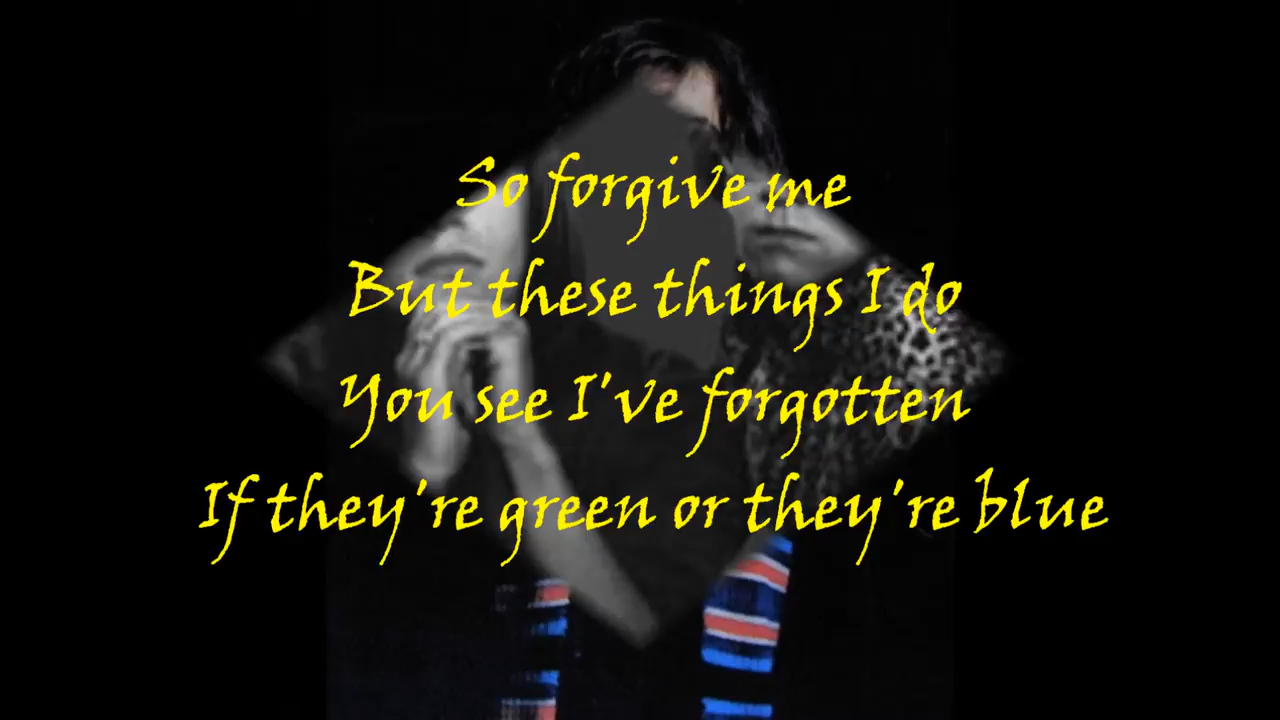 So forgive me
But these things I do
You see I've forgotten
If they're green or they're blue